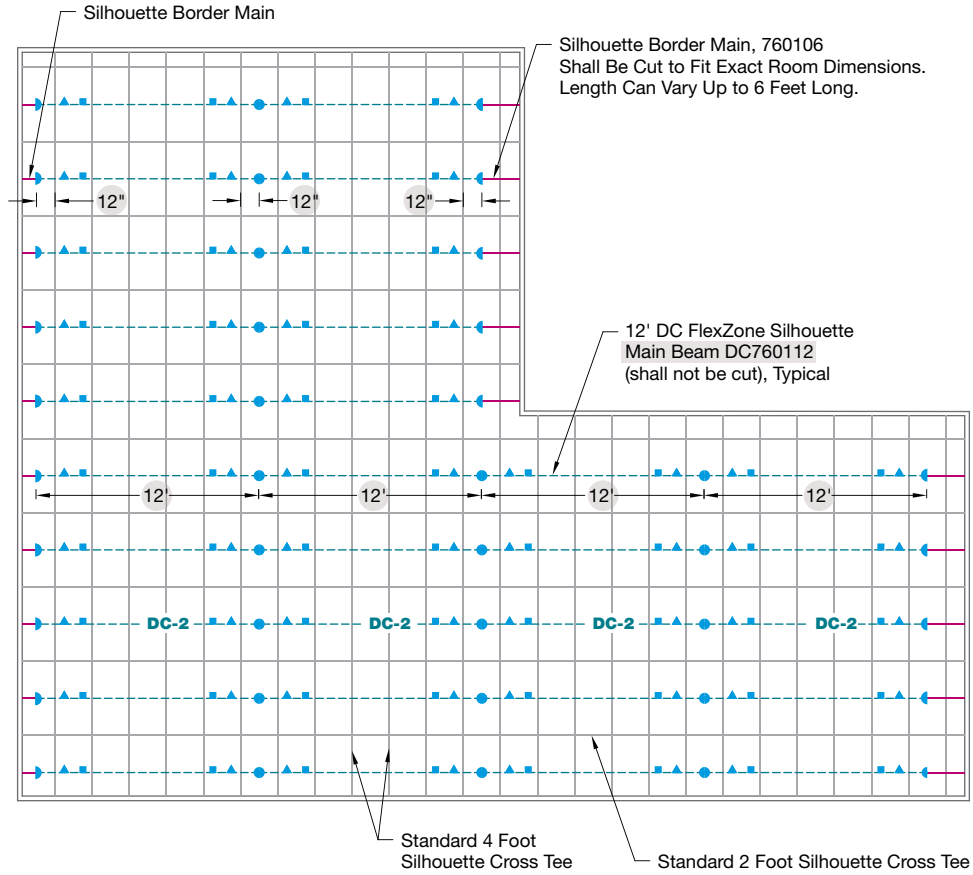 Silhouette Border Main
Silhouette Border Main, 760106
Shall Be Cut to Fit Exact Room Dimensions.
Length Can Vary Up to 6 Feet Long.
12" 12" 12"
12' DC FlexZone Silhouette
Main Beam DC760112
(shall not be cut), Typical
12' 12' 12' 12'
DC-2 DC-2 DC-2 DC-2
Standard 4 Foot
Silhouette Cross Tee
Standard 2 Foot Silhouette Cross Tee